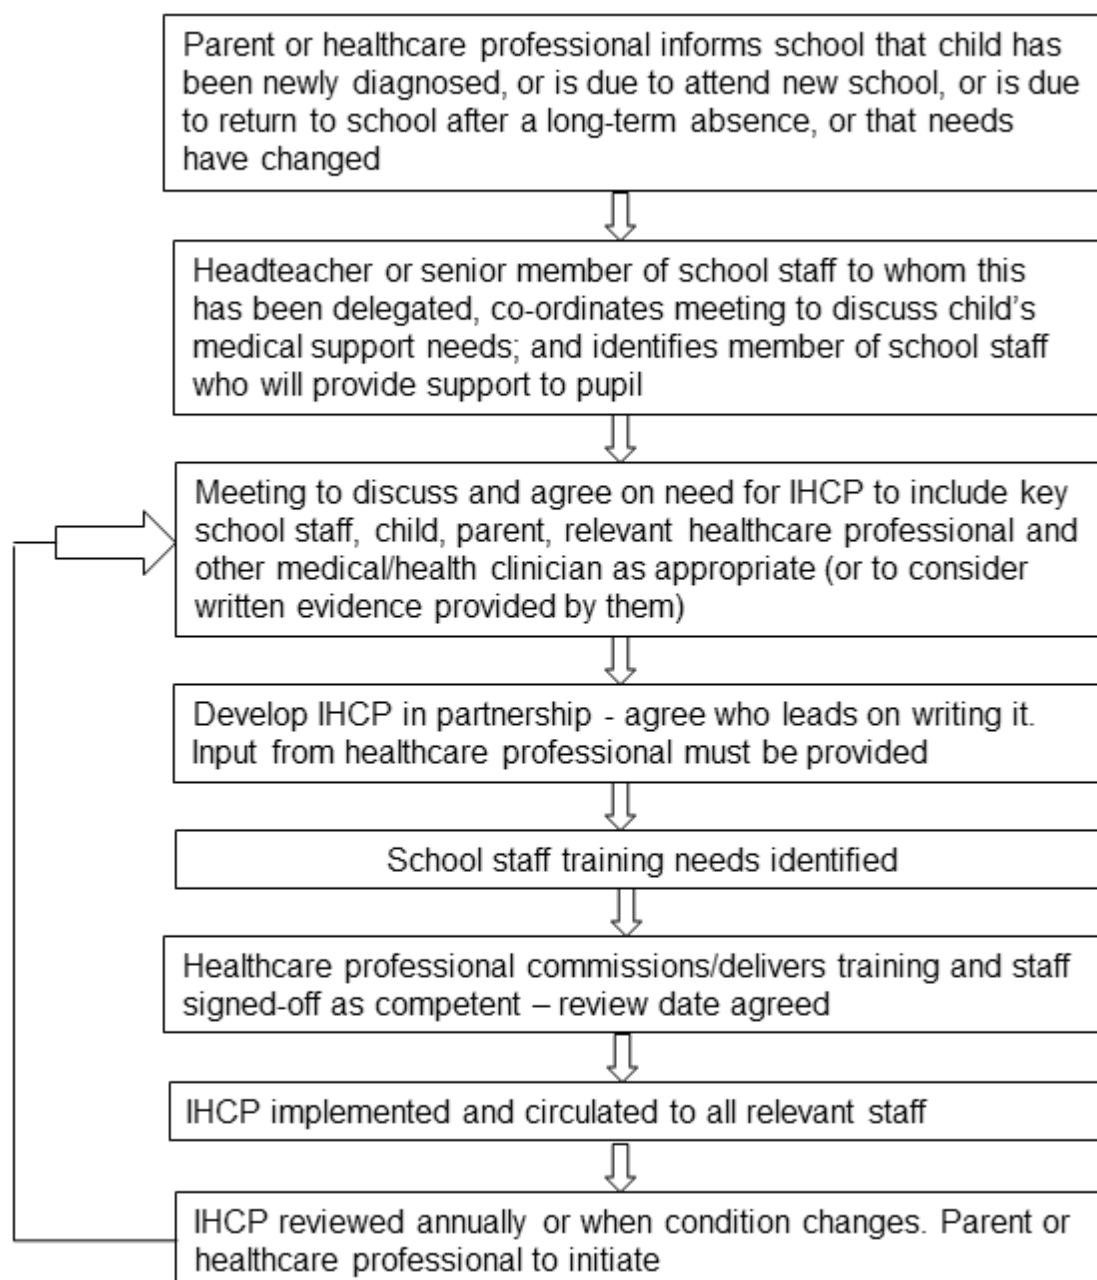 Parent or healthcare professional informs school that child has
been newly diagnosed, or is due to attend new school, or is due
to return to school after a long-term absence, or that needs
have changed
Headteacher or senior member of school staff to whom this
has been delegated, co-ordinates meeting to discuss child's
medical support needs; and identifies member of school staff
who will provide support to pupil
Meeting to discuss and agree on need for IHCP to include key
school staff, child, parent, relevant healthcare professional and
other medical/health clinician as appropriate (or to consider
written evidence provided by them)
Develop IHCP in partnership - agree who leads on writing it.
Input from healthcare professional must be provided
School staff training needs identified
Healthcare professional commissions/delivers training and staff
signed-off as competent – review date agreed
IHCP implemented and circulated to all relevant staff
IHCP reviewed annually or when condition changes. Parent or
healthcare professional to initiate